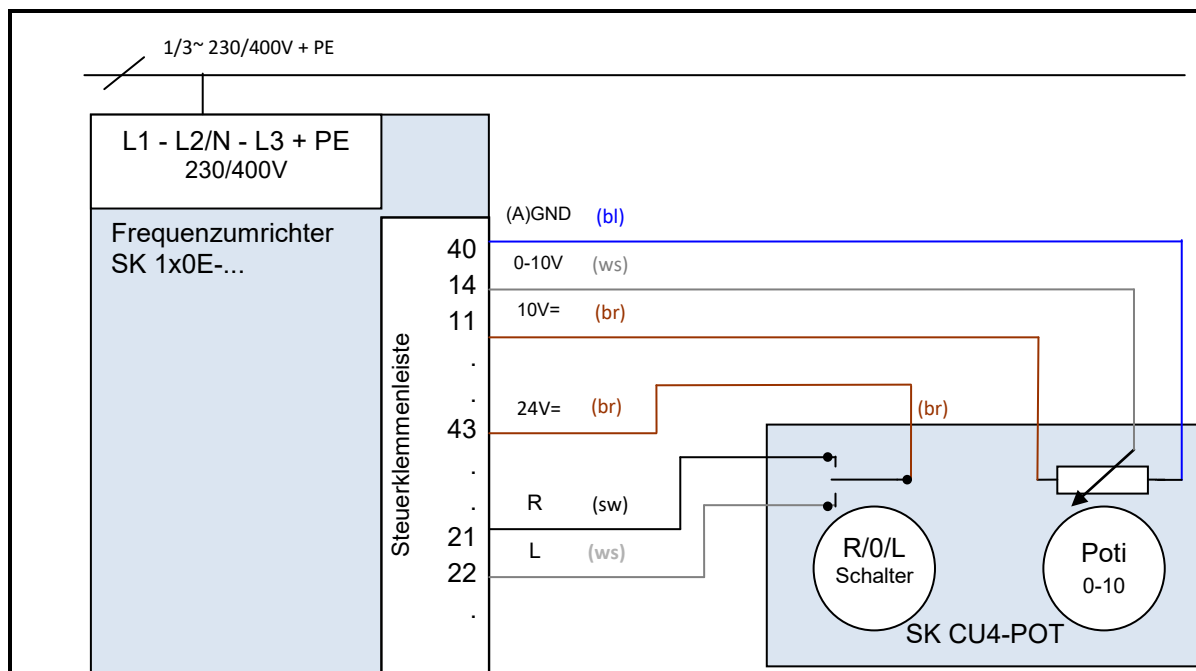 1/3~ 230/400V + PE
L1 - L2/N - L3 + PE
230/400V
Frequenzumrichter
SK 1x0E-...
Steuerklemmenleiste
40
14
11
.
.
43
.
.
21
22
.
(A)GND (bl)
0-10V (ws)
10V= (br)
24V= (br)
(br)
R (sw)
L (ws)
R/0/L
Schalter
Poti
0-10
SK CU4-POT